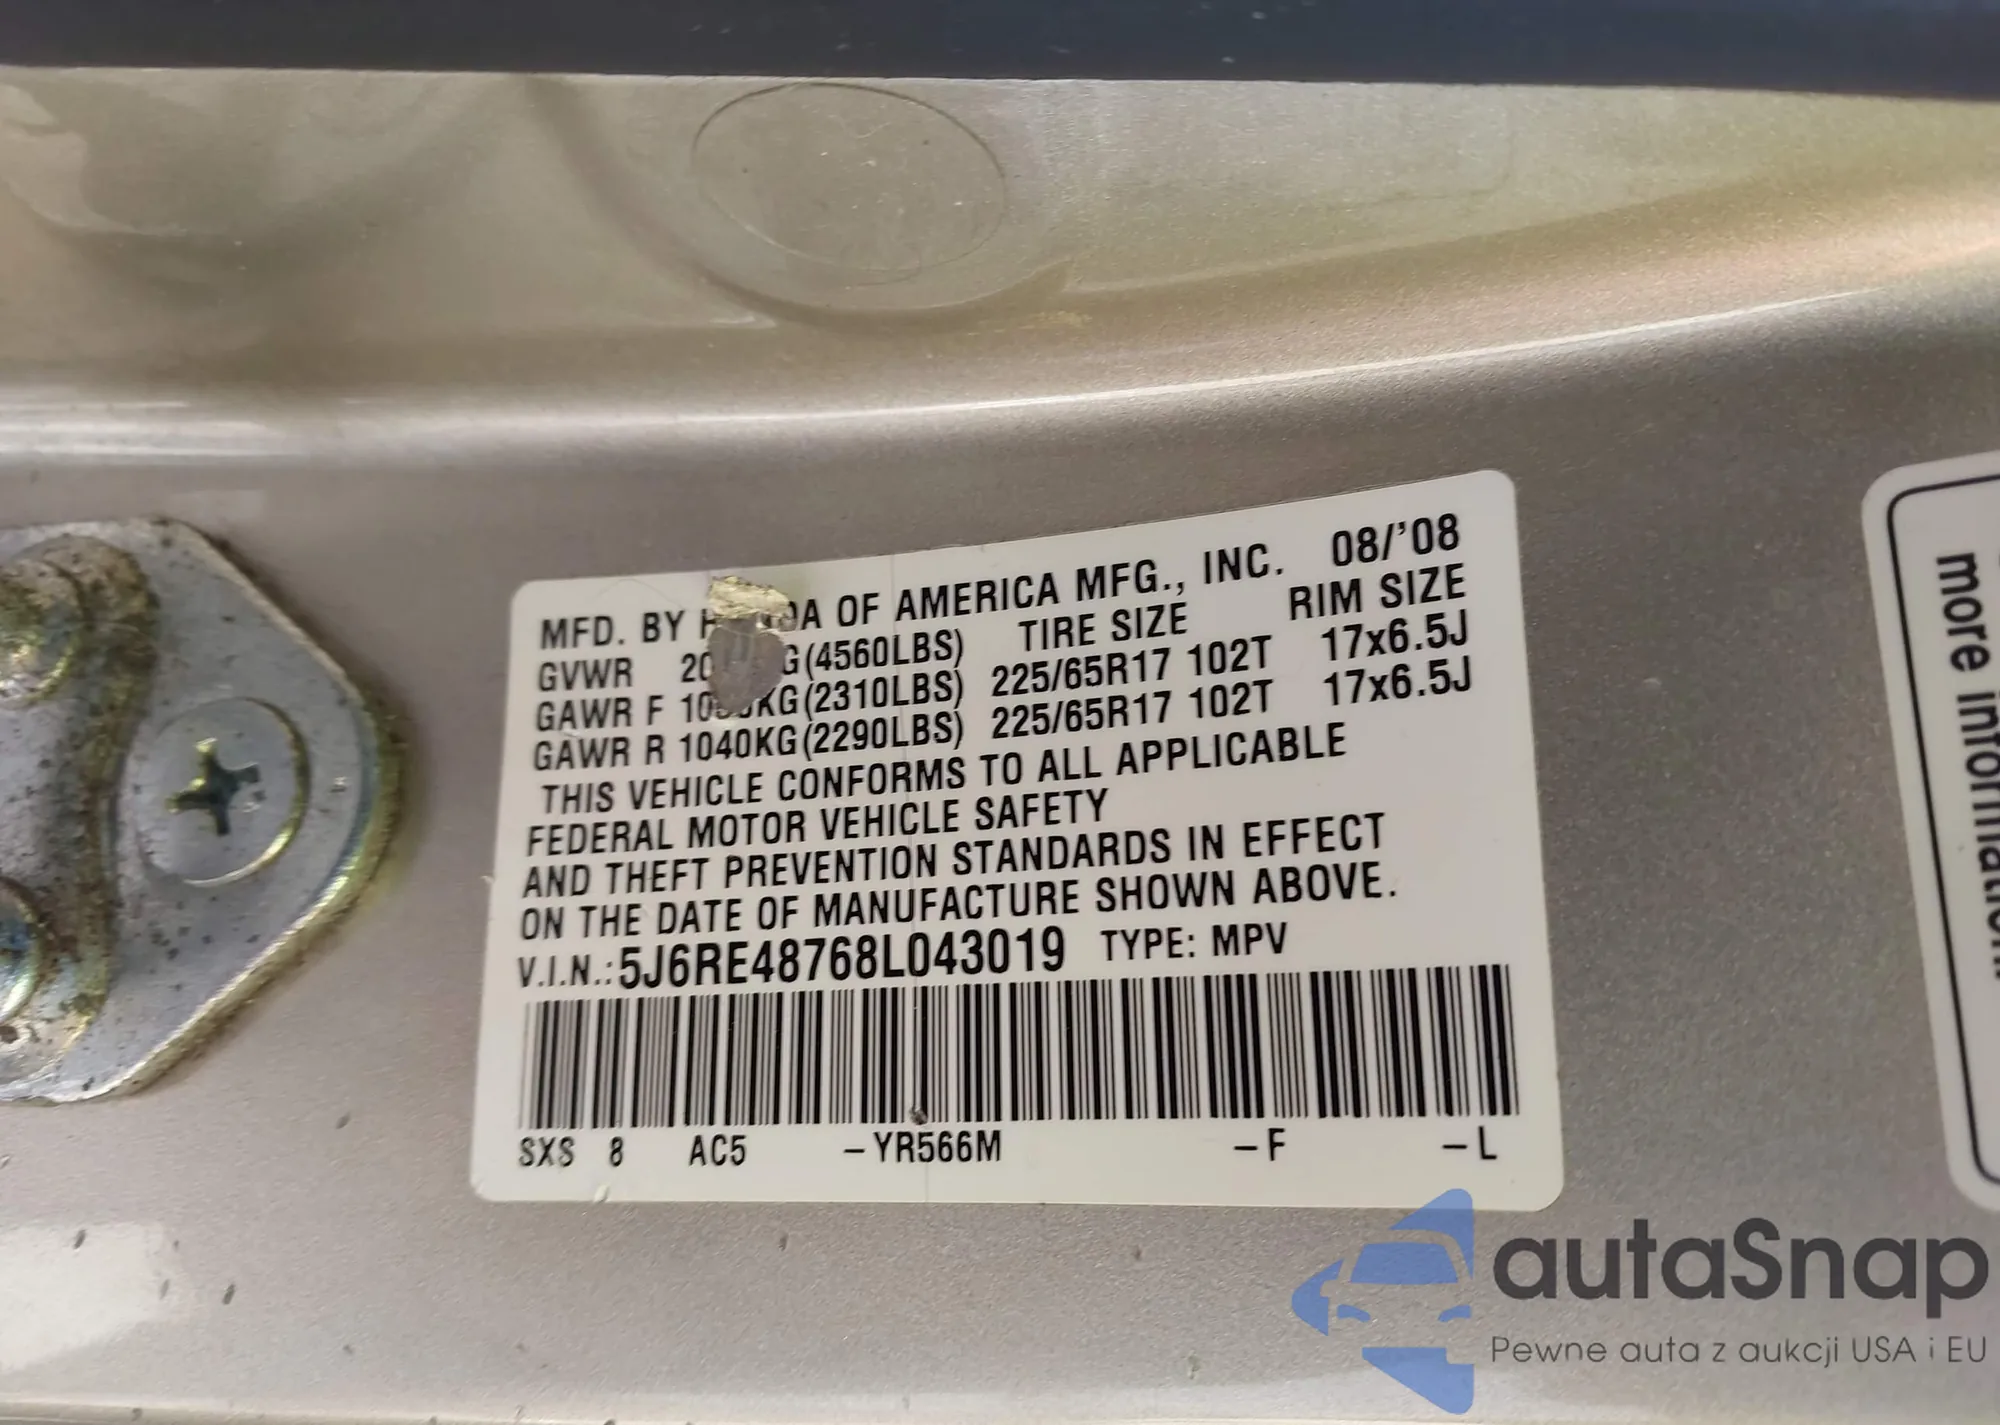 MFD. BY HONDA OF AMERICA MFG., INC. 08/'08
GVWR (4560LBS) TIRE SIZE RIM SIZE
GAWR F (2310LBS) 225/65R17 102T 17x6.5J
GAWR R 1040KG(2290LBS) 225/65R17 102T 17x6.5J
THIS VEHICLE CONFORMS TO ALL APPLICABLE
FEDERAL MOTOR VEHICLE SAFETY
AND THEFT PREVENTION STANDARDS IN EFFECT
ON THE DATE OF MANUFACTURE SHOWN ABOVE.
V.I.N.: 5J6RE48768L043019 TYPE: MPV
SXS 8 AC5 –YR566M –F –L
more information.
autaSnap
Pewne auta z aukcji USA i EU